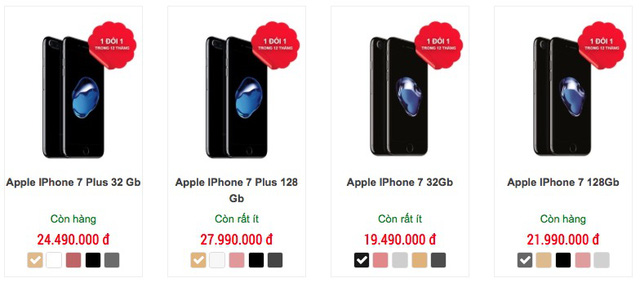 1 ĐỔI 1
TRONG 12 THÁNG
1 ĐỔI 1
TRONG 12 THÁNG
1 ĐỔI 1
TRONG 12 THÁNG
1 ĐỔI 1
TRONG 12 THÁNG
Apple IPhone 7 Plus 32 Gb
Còn hàng
24.490.000 đ
Apple IPhone 7 Plus 128
Gb
Còn rất ít
27.990.000 đ
Apple IPhone 7 32Gb
Còn rất ít
19.490.000 đ
Apple IPhone 7 128Gb
Còn hàng
21.990.000 đ